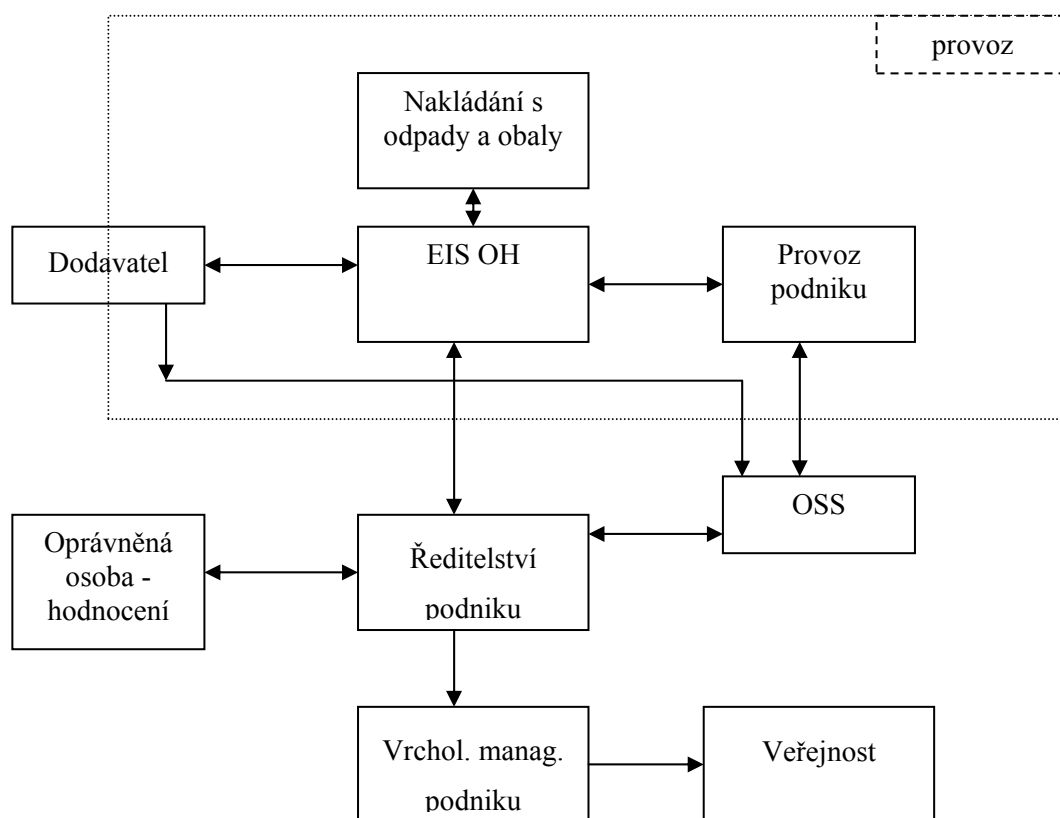 provoz
Nakládání s
odpady a obaly
Dodavatel
EIS OH
Provoz
podniku
OSS
Oprávněná
osoba -
hodnocení
Ředitelství
podniku
Vrchol. manag.
podniku
Veřejnost